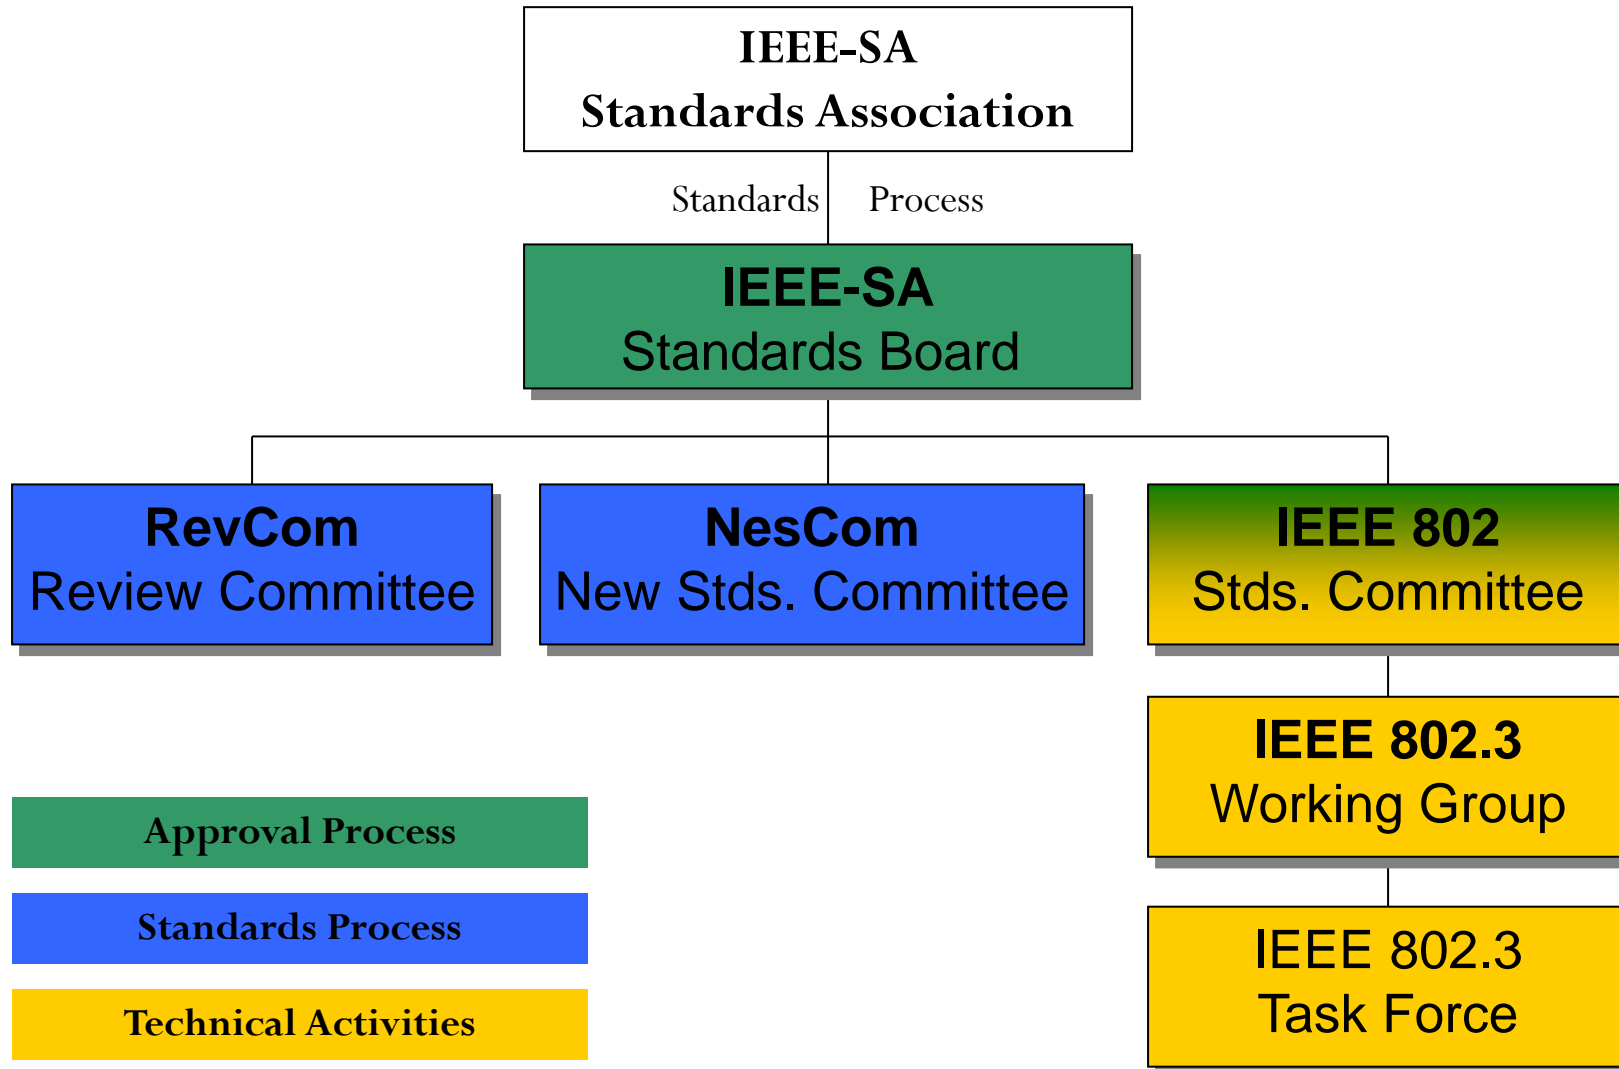 IEEE-SA
Standards Association
Standards Process
IEEE-SA
Standards Board
RevCom
Review Committee
NesCom
New Stds. Committee
IEEE 802
Stds. Committee
IEEE 802.3
Working Group
IEEE 802.3
Task Force
Approval Process
Standards Process
Technical Activities